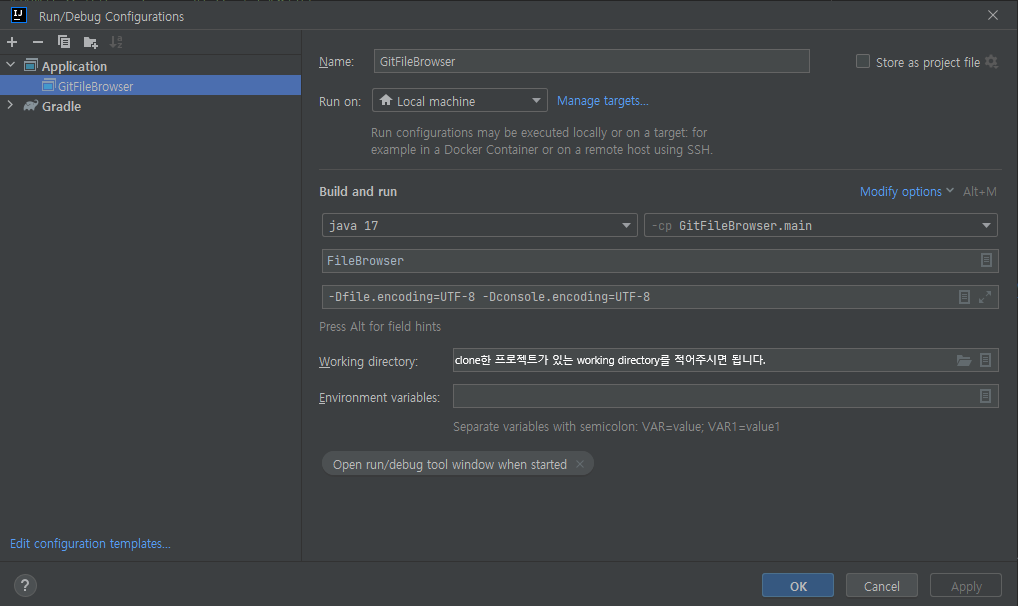 Run/Debug Configurations
Application
GitFileBrowser
Gradle
Edit configuration templates...
Name: GitFileBrowser Store as project file
Run on: Local machine Manage targets...
Run configurations may be executed locally or on a target: for
example in a Docker Container or on a remote host using SSH.
Build and run Modify options Alt+M
java 17 -cp GitFileBrowser.main
FileBrowser
-Dfile.encoding=UTF-8 -Dconsole.encoding=UTF-8
Press Alt for field hints
Working directory: clone한 프로젝트가 있는 working directory를 적어주시면 됩니다.
Environment variables:
Separate variables with semicolon: VAR=value; VAR1=value1
Open run/debug tool window when started
? OK Cancel Apply